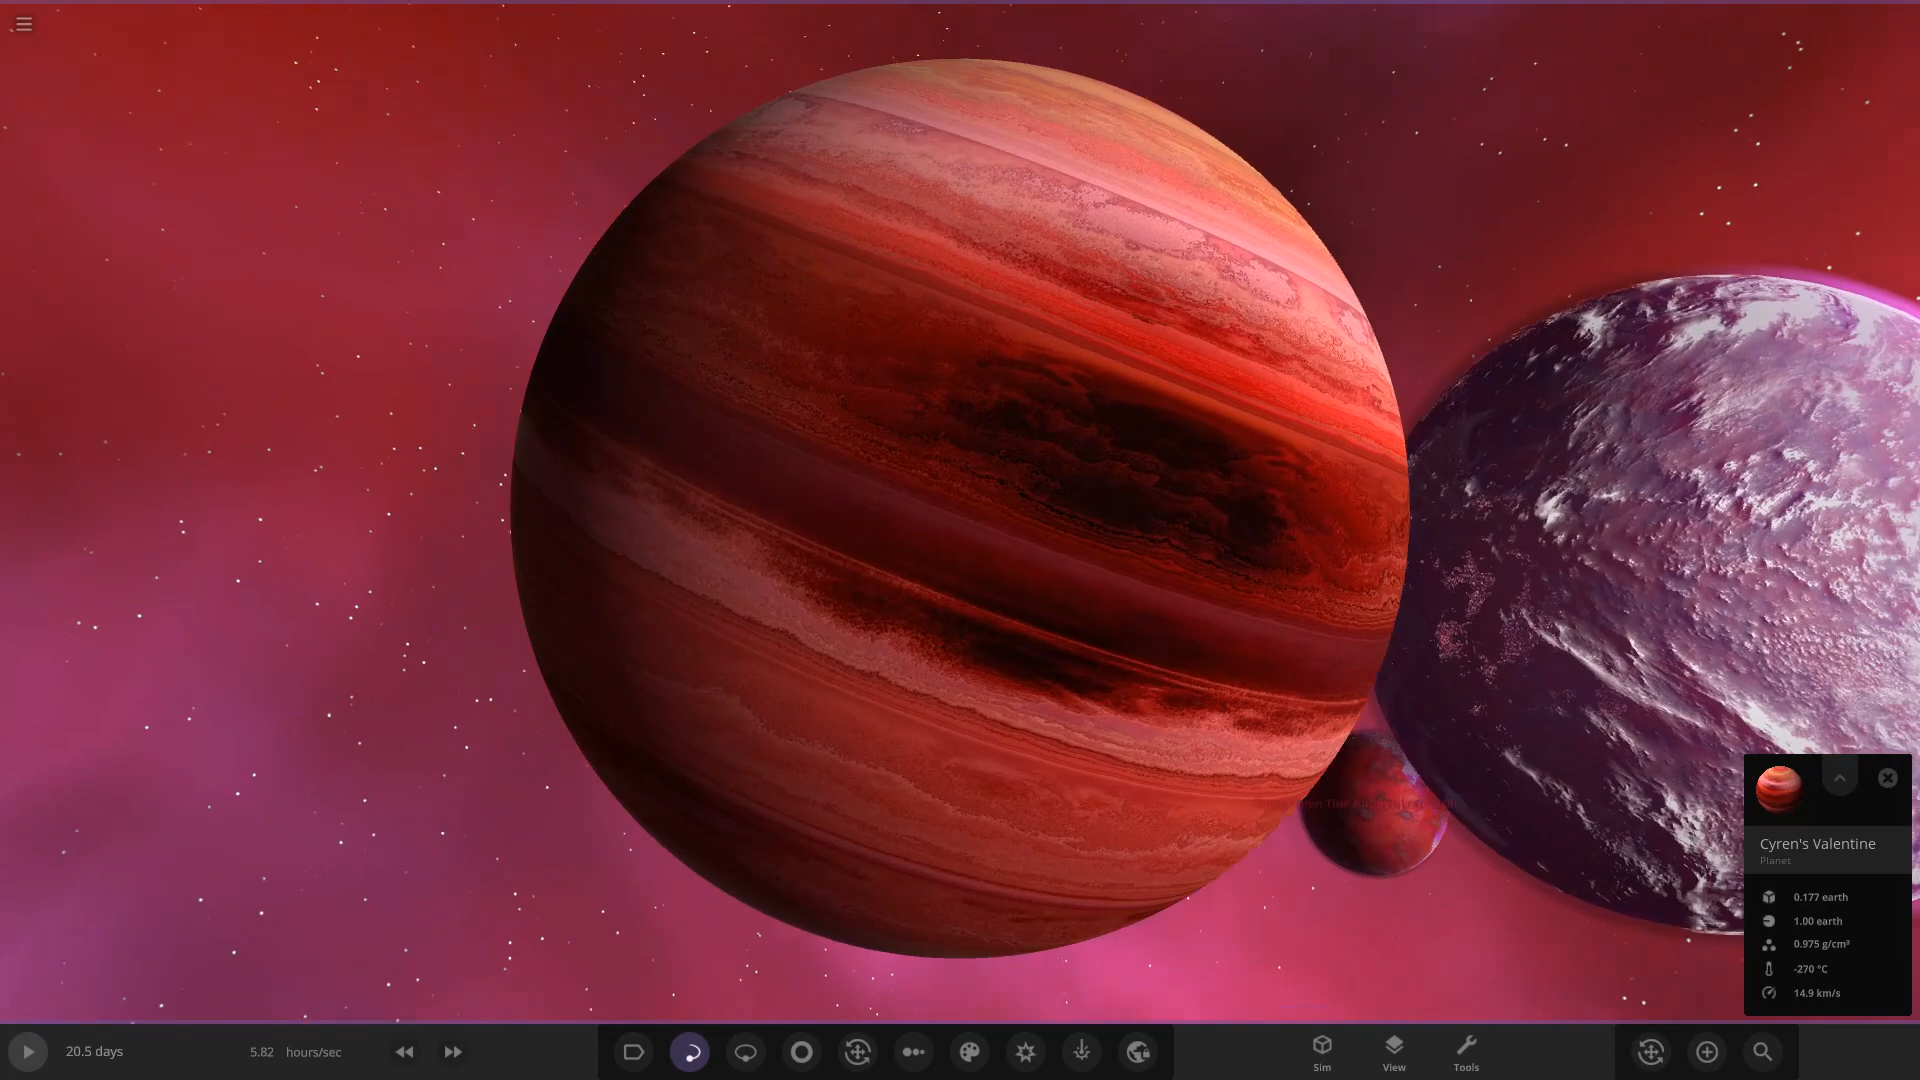 Cyren's Valentine
Planet
0.177 earth
1.00 earth
0.975 g/cm³
-270 °C
14.9 km/s
20.5 days
5.82 hours/sec
Sim
View
Tools